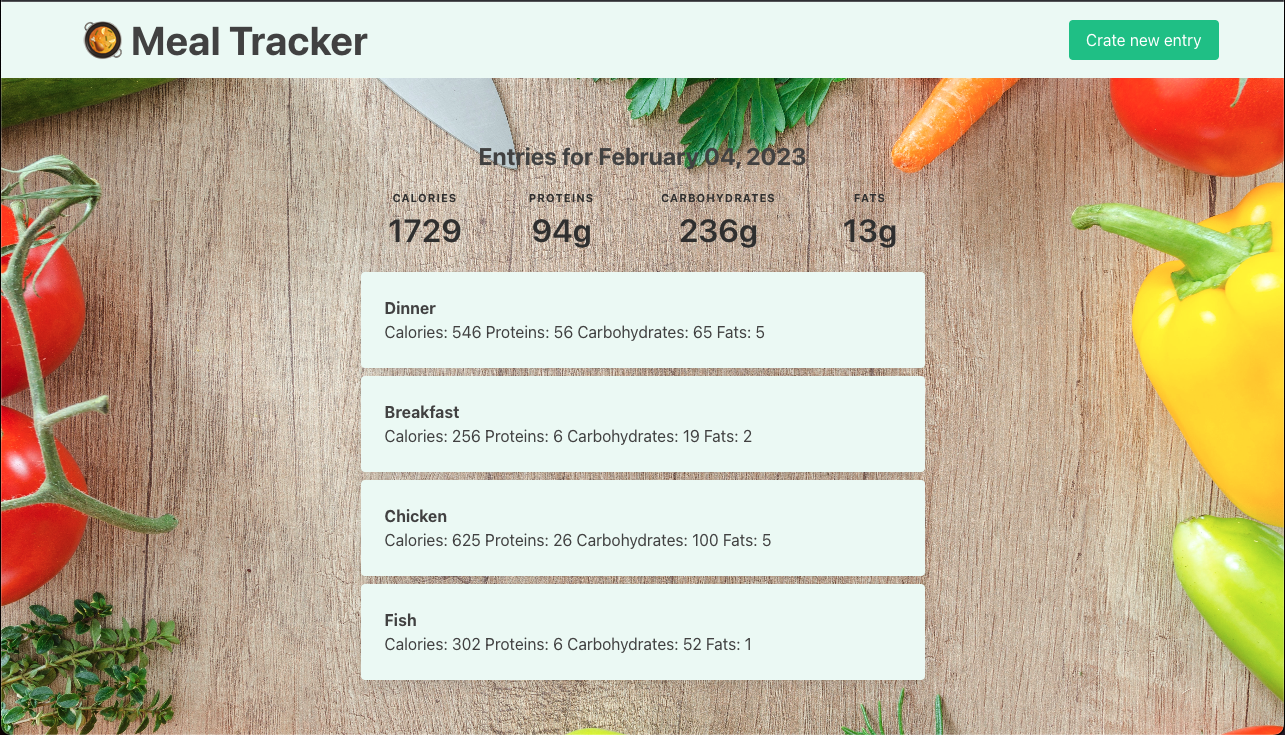 Meal Tracker
Crate new entry
Entries for February 04, 2023
CALORIES PROTEINS CARBOHYDRATES FATS
1729 94g 236g 13g
Dinner
Calories: 546 Proteins: 56 Carbohydrates: 65 Fats: 5
Breakfast
Calories: 256 Proteins: 6 Carbohydrates: 19 Fats: 2
Chicken
Calories: 625 Proteins: 26 Carbohydrates: 100 Fats: 5
Fish
Calories: 302 Proteins: 6 Carbohydrates: 52 Fats: 1